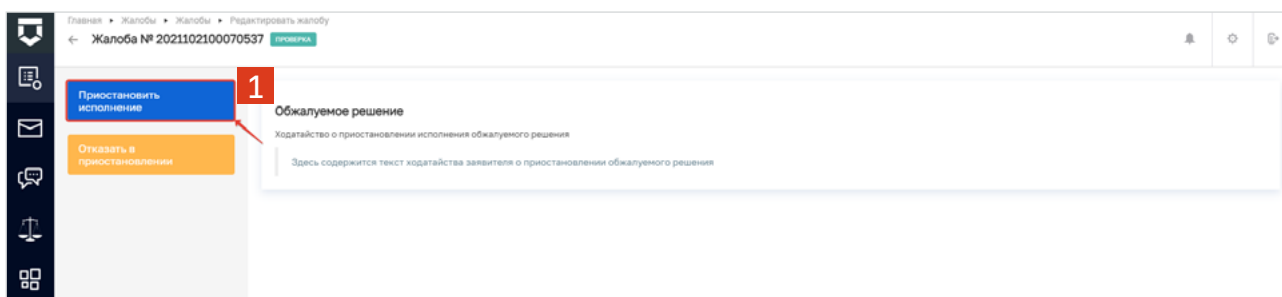 Главная ▸ Жалобы ▸ Жалобы ▸ Редактировать жалобу
← Жалоба № 2021102100070537 ПРОВЕРКА
Приостановить
исполнение
1
Отказать в
приостановлении
Обжалуемое решение
Ходатайство о приостановлении исполнения обжалуемого решения
Здесь содержится текст ходатайства заявителя о приостановлении обжалуемого решения